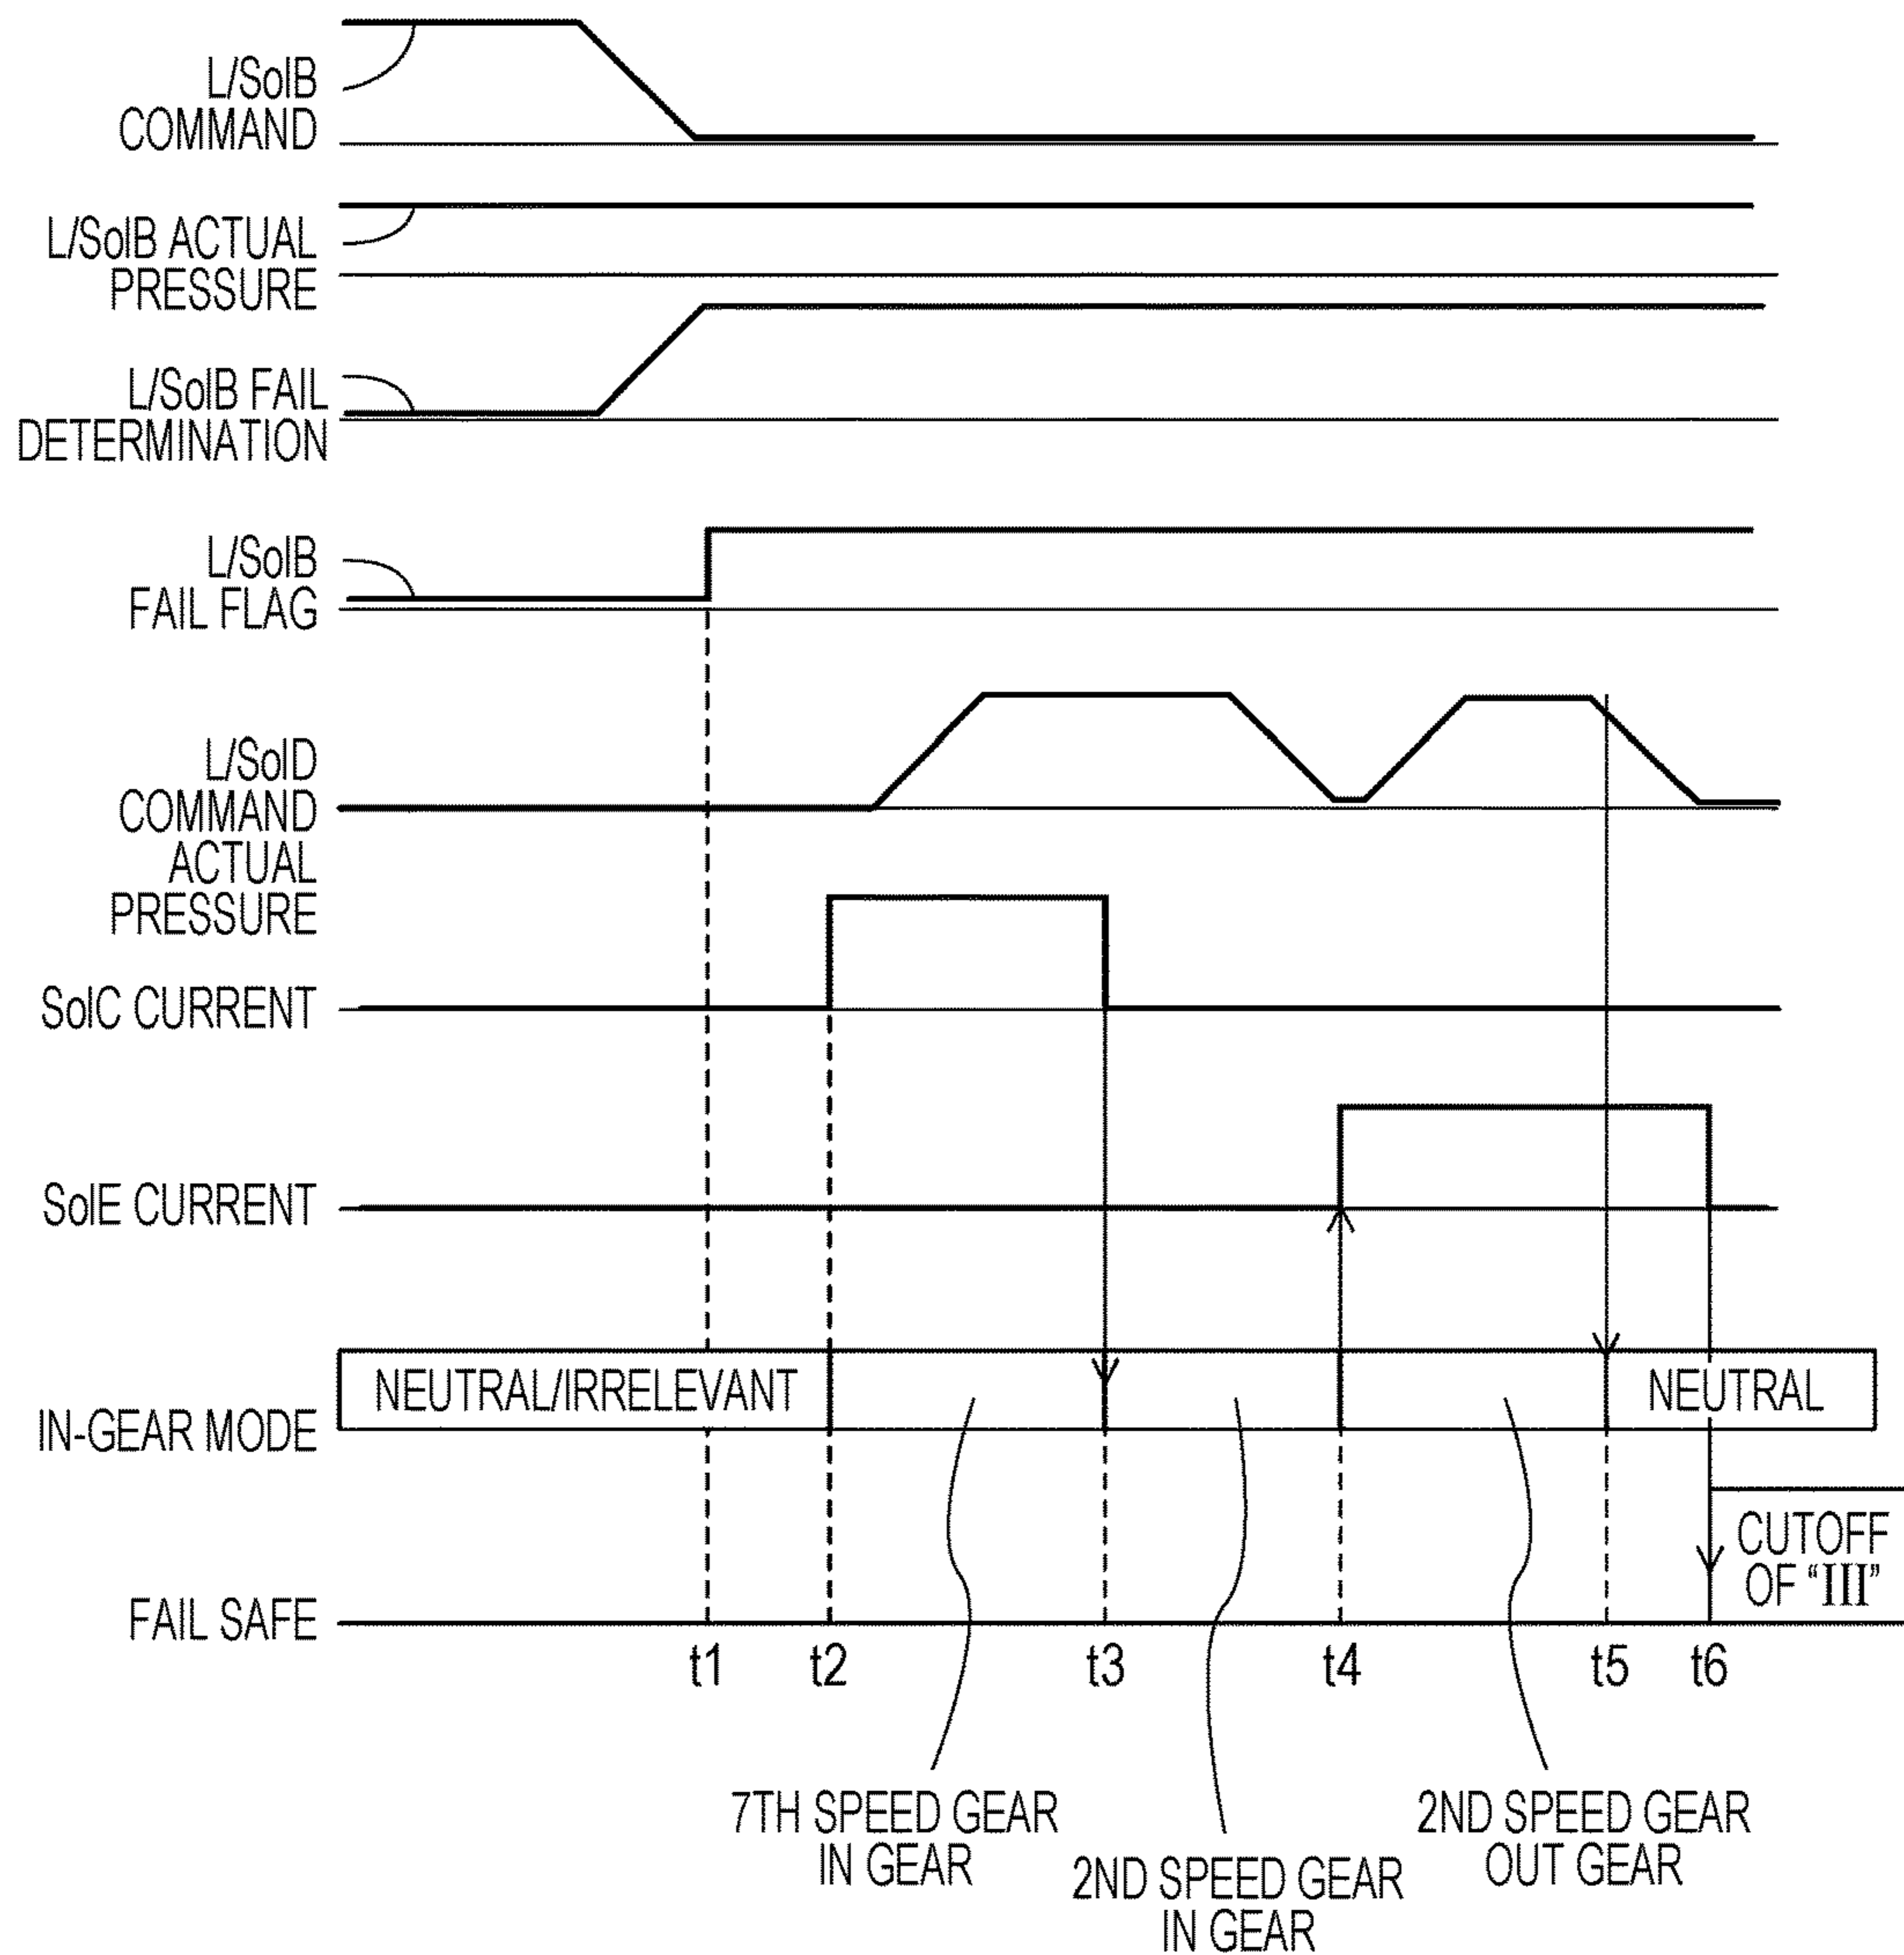 L/SolB
COMMAND
L/SolB ACTUAL
PRESSURE
L/SolB FAIL
DETERMINATION
L/SolB
FAIL FLAG
L/SolD
COMMAND
ACTUAL
PRESSURE
SolC CURRENT
SolE CURRENT
NEUTRAL/IRRELEVANT
NEUTRAL
IN-GEAR MODE
CUTOFF
OF “III”
FAIL SAFE
t1 t2 t3 t4 t5 t6
7TH SPEED GEAR
IN GEAR
2ND SPEED GEAR
IN GEAR
2ND SPEED GEAR
OUT GEAR